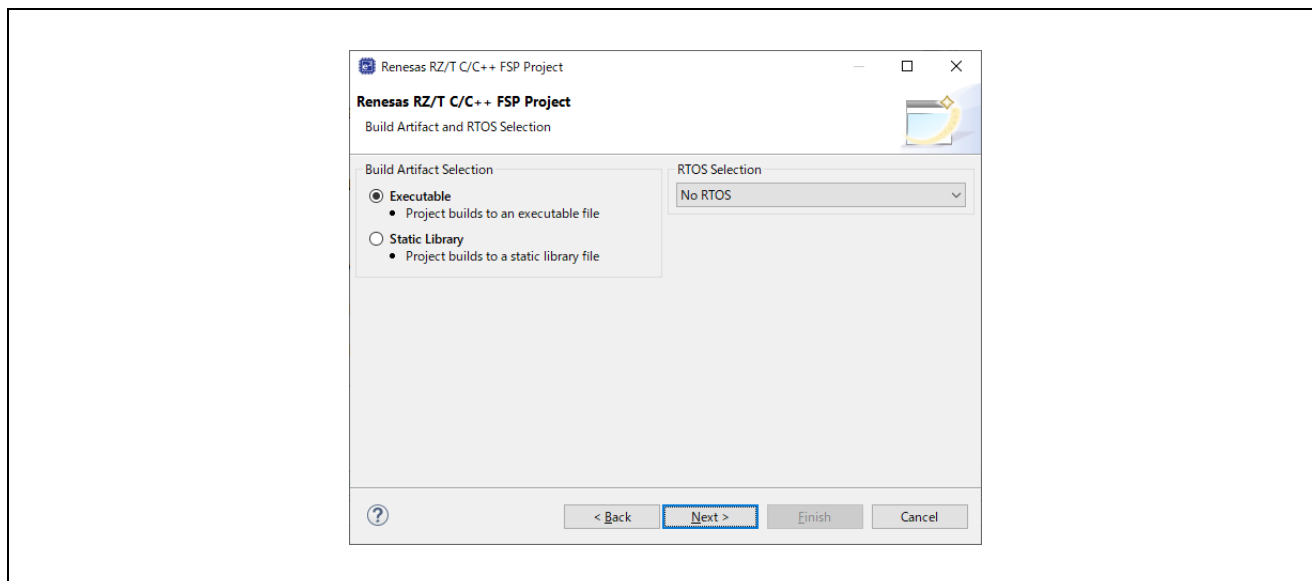 Renesas RZ/T C/C++ FSP Project
Renesas RZ/T C/C++ FSP Project
Build Artifact and RTOS Selection
Build Artifact Selection
Executable
• Project builds to an executable file
Static Library
• Project builds to a static library file
RTOS Selection
No RTOS
?
< Back
Next >
Finish
Cancel